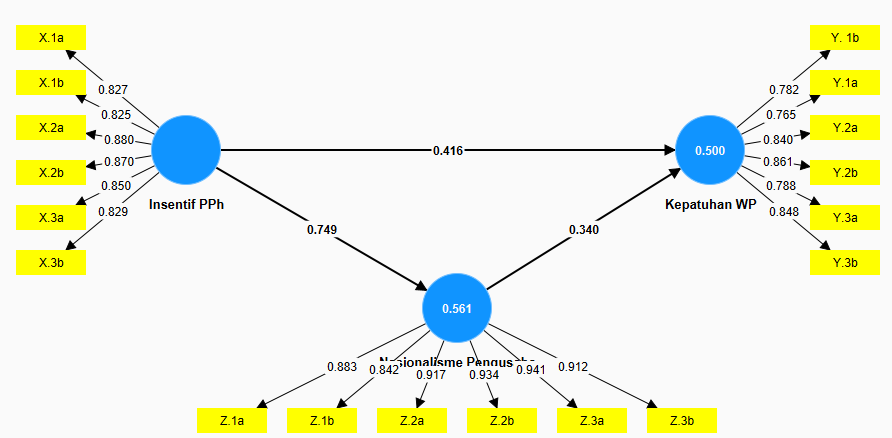 X.1a
X.1b
X.2a
X.2b
X.3a
X.3b
0.827
0.825
0.880
0.870
0.850
0.829
Insentif PPh
0.416
0.749
0.340
Y. 1b
Y.1a
Y.2a
Y.2b
Y.3a
Y.3b
0.782
0.765
0.840
0.861
0.788
0.848
0.500
Kepatuhan WP
0.561
Nasionalisme Pengusaha
0.883
0.842
0.917
0.934
0.941
0.912
Z.1a
Z.1b
Z.2a
Z.2b
Z.3a
Z.3b